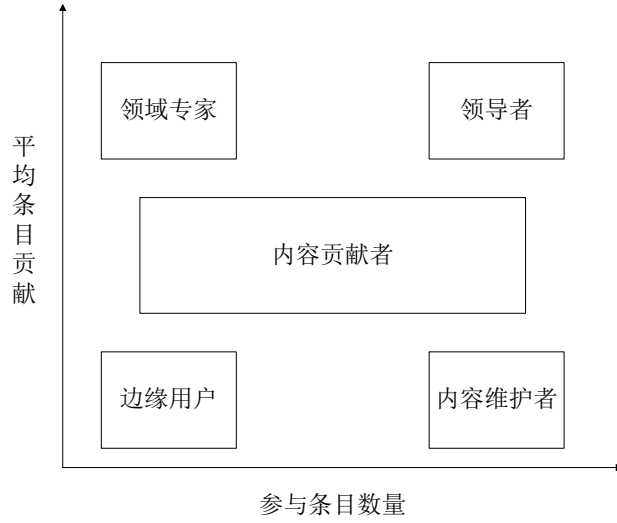 平均条目贡献
领域专家
领导者
内容贡献者
边缘用户
内容维护者
参与条目数量